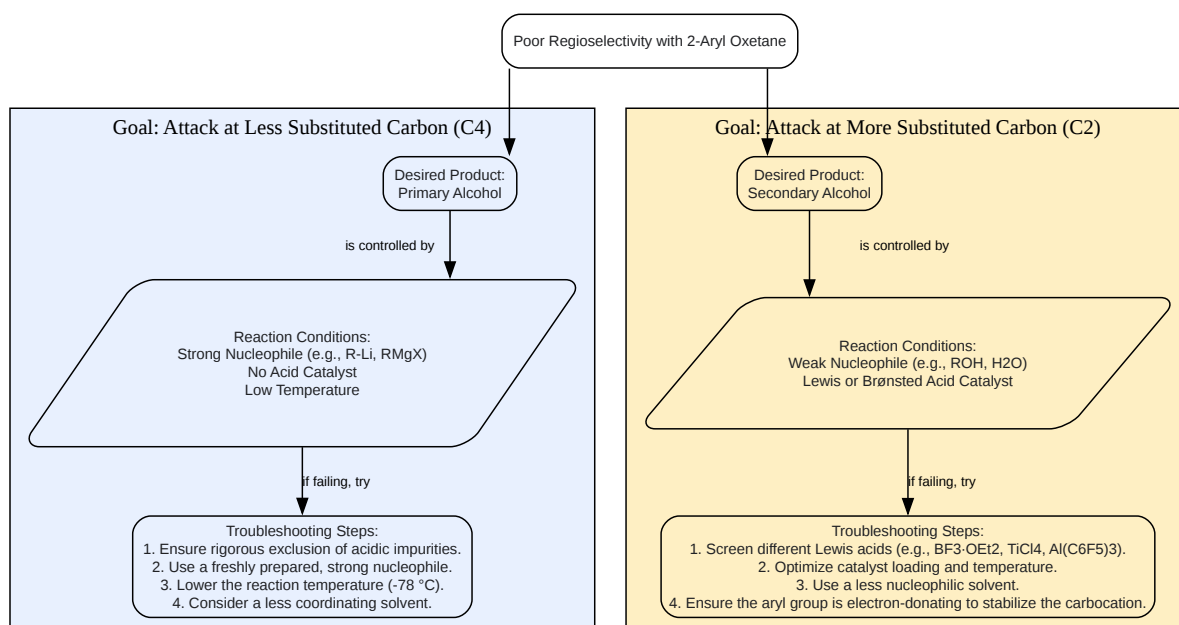 Poor Regioselectivity with 2-Aryl Oxetane
Goal: Attack at Less Substituted Carbon (C4)
Desired Product:
Primary Alcohol
is controlled by
Reaction Conditions:
Strong Nucleophile (e.g., R-Li, RMgX)
No Acid Catalyst
Low Temperature
if failing, try
Troubleshooting Steps:
1. Ensure rigorous exclusion of acidic impurities.
2. Use a freshly prepared, strong nucleophile.
3. Lower the reaction temperature (-78 °C).
4. Consider a less coordinating solvent.
Goal: Attack at More Substituted Carbon (C2)
Desired Product:
Secondary Alcohol
is controlled by
Reaction Conditions:
Weak Nucleophile (e.g., ROH, H2O)
Lewis or Brønsted Acid Catalyst
if failing, try
Troubleshooting Steps:
1. Screen different Lewis acids (e.g., BF3·OEt2, TiCl4, Al(C6F5)3).
2. Optimize catalyst loading and temperature.
3. Use a less nucleophilic solvent.
4. Ensure the aryl group is electron-donating to stabilize the carbocation.